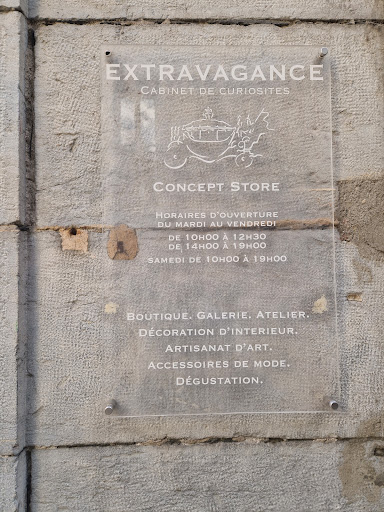 EXTRAVAGANCE
CABINET DE CURIOSITES
CONCEPT STORE
HORAIRES D'OUVERTURE
DU MARDI AU VENDREDI
DE 10H00 À 12H30
DE 14H00 À 19H00
SAMEDI DE 10H00 À 19H00
BOUTIQUE. GALERIE. ATELIER.
DÉCORATION D'INTERIEUR.
ARTISANAT D'ART.
ACCESSOIRES DE MODE.
DÉGUSTATION.